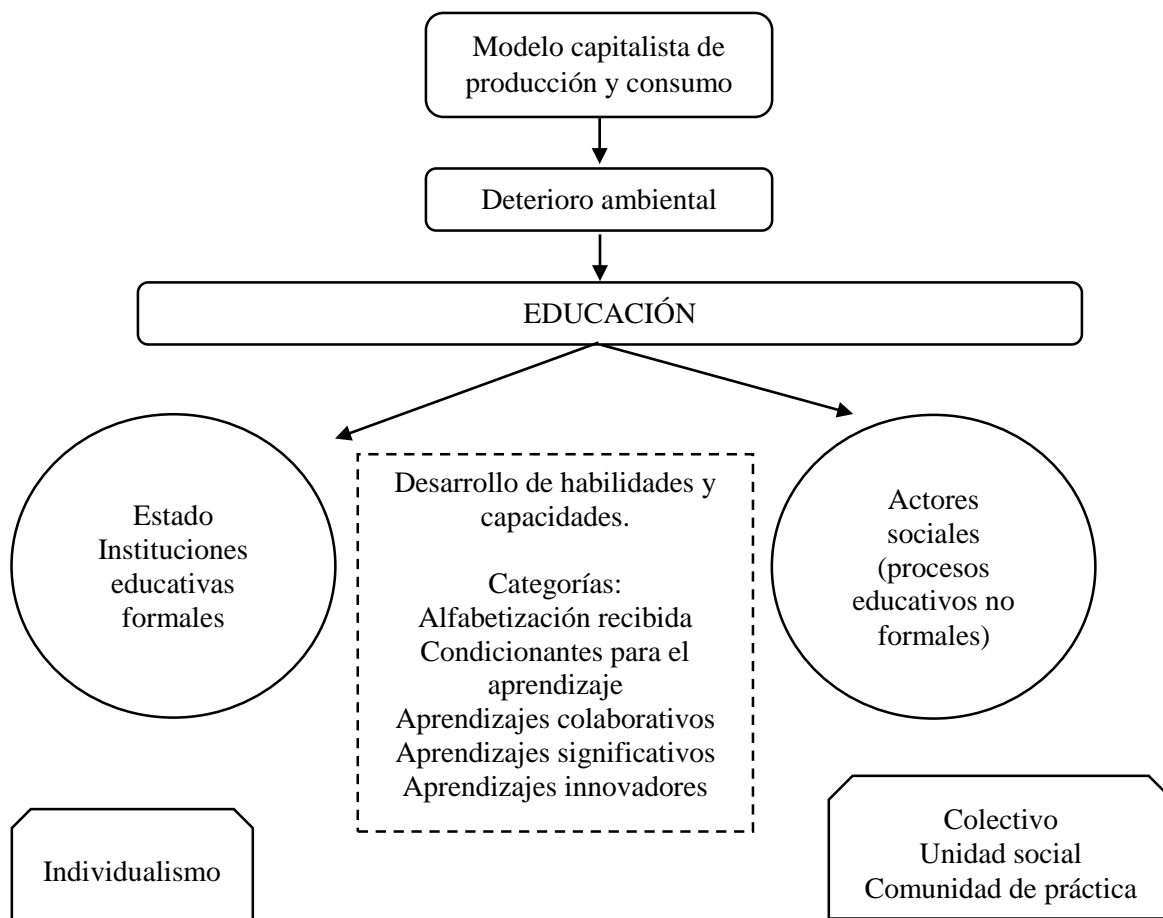 Modelo capitalista de
producción y consumo
Deterioro ambiental
EDUCACIÓN
Estado
Instituciones
educativas
formales
Desarrollo de habilidades y
capacidades.
Categorías:
Alfabetización recibida
Condicionantes para el
aprendizaje
Aprendizajes colaborativos
Aprendizajes significativos
Aprendizajes innovadores
Actores
sociales
(procesos
educativos no
formales)
Individualismo
Colectivo
Unidad social
Comunidad de práctica